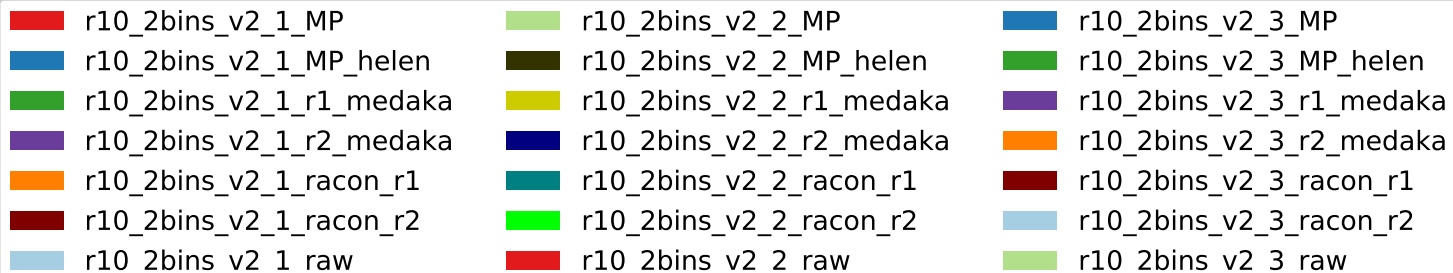 r10_2bins_v2_1_MP r10_2bins_v2_2_MP r10_2bins_v2_3_MP
r10_2bins_v2_1_MP_helen r10_2bins_v2_2_MP_helen r10_2bins_v2_3_MP_helen
r10_2bins_v2_1_r1_medaka r10_2bins_v2_2_r1_medaka r10_2bins_v2_3_r1_medaka
r10_2bins_v2_1_r2_medaka r10_2bins_v2_2_r2_medaka r10_2bins_v2_3_r2_medaka
r10_2bins_v2_1_racon_r1 r10_2bins_v2_2_racon_r1 r10_2bins_v2_3_racon_r1
r10_2bins_v2_1_racon_r2 r10_2bins_v2_2_racon_r2 r10_2bins_v2_3_racon_r2
r10_2bins_v2_1_raw r10_2bins_v2_2_raw r10_2bins_v2_3_raw